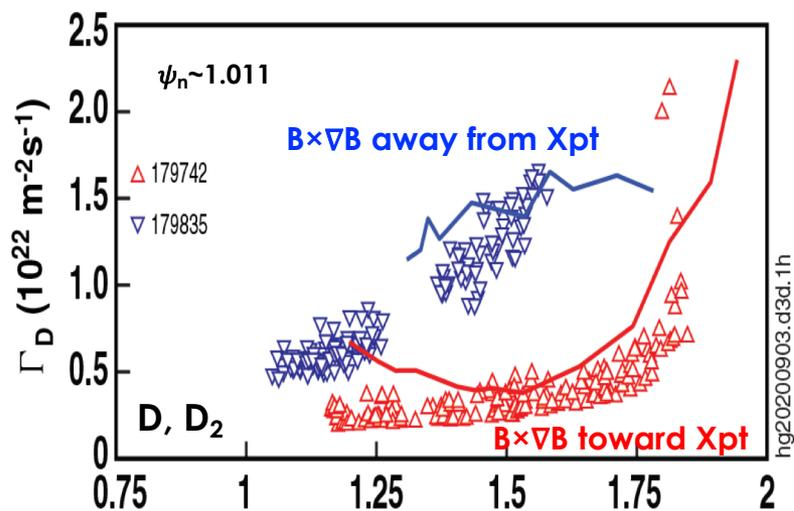 2.5
2.0
1.5
1.0
0.5
0
Γ_D (10²² m⁻²s⁻¹)
ψₙ~1.011
B×∇B away from Xpt
△ 179742
▽ 179835
D, D₂
B×∇B toward Xpt
0.75 1 1.25 1.5 1.75 2
hg20200903.d3d.1h